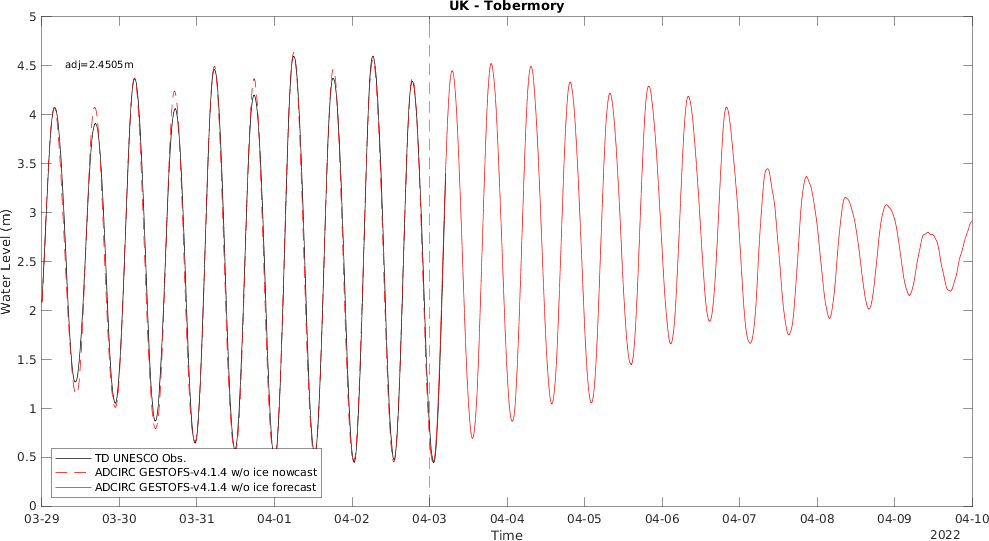 UK - Tobermory
adj=2.4505m
Water Level (m)
5
4.5
4
3.5
3
2.5
2
1.5
1
0.5
0
TD UNESCO Obs.
ADCIRC GESTOFS-v4.1.4 w/o ice nowcast
ADCIRC GESTOFS-v4.1.4 w/o ice forecast
03-29 03-30 03-31 04-01 04-02 04-03 04-04 04-05 04-06 04-07 04-08 04-09 04-10
Time
2022